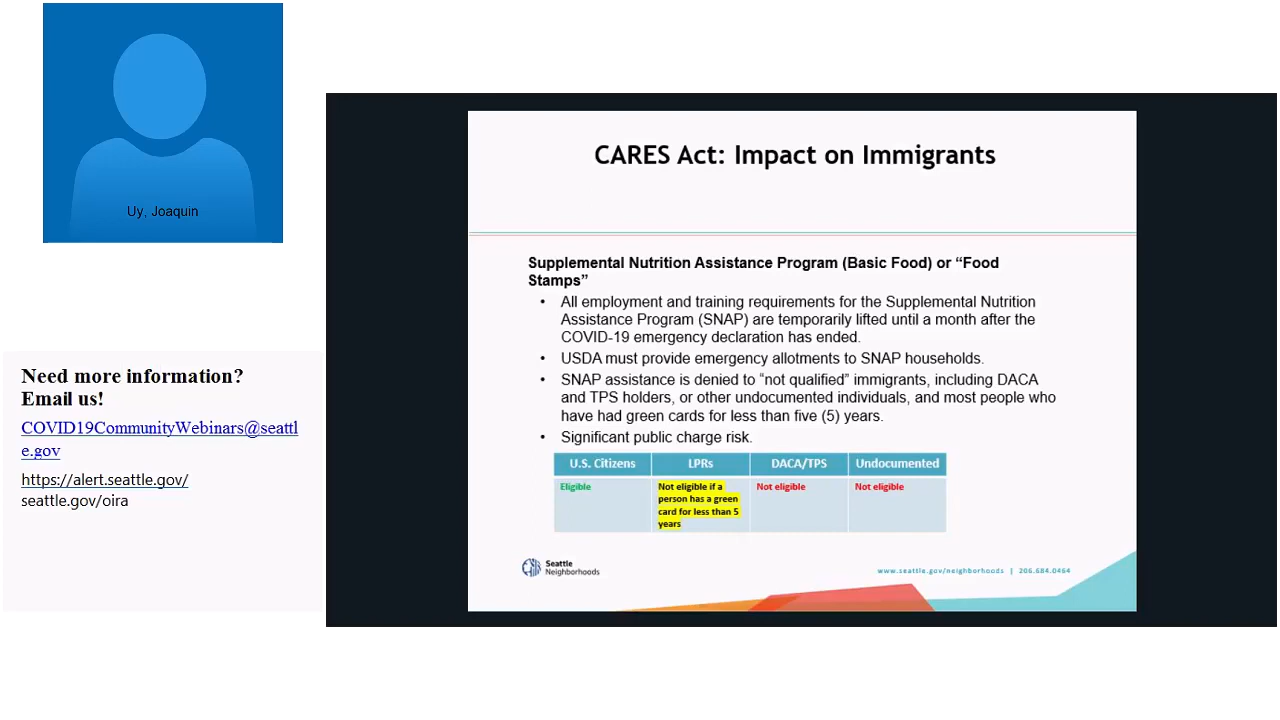 Uy, Joaquin
Need more information?
Email us!
COVID19CommunityWebinars@seattl
e.gov
https://alert.seattle.gov/
seattle.gov/oira
CARES Act: Impact on Immigrants
Supplemental Nutrition Assistance Program (Basic Food) or “Food
Stamps”
• All employment and training requirements for the Supplemental Nutrition
Assistance Program (SNAP) are temporarily lifted until a month after the
COVID-19 emergency declaration has ended.
• USDA must provide emergency allotments to SNAP households.
• SNAP assistance is denied to “not qualified” immigrants, including DACA
and TPS holders, or other undocumented individuals, and most people who
have had green cards for less than five (5) years.
• Significant public charge risk.
U.S. Citizens LPRs DACA/TPS Undocumented
Eligible
Not eligible if a
person has a green
card for less than 5
years
Not eligible
Not eligible
Seattle
Neighborhoods
www.seattle.gov/neighborhoods | 206.684.0464